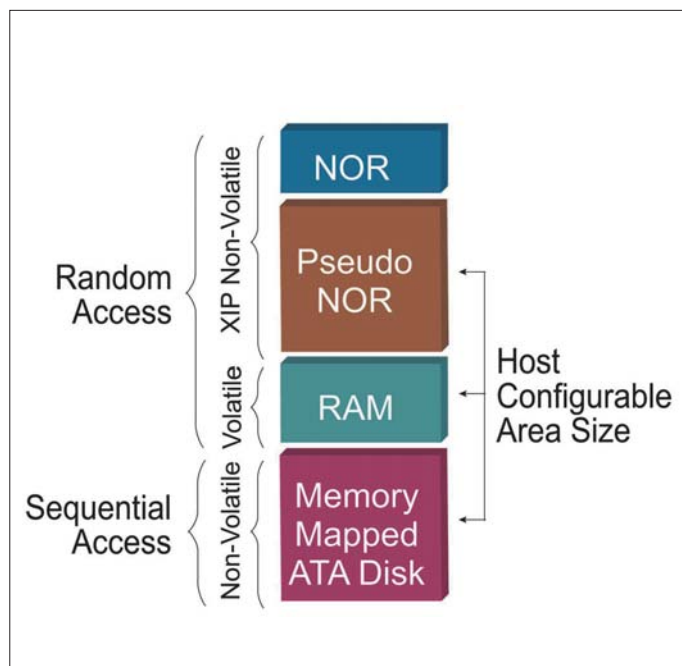 Random
Access
Sequential
Access
XIP Non-Volatile
Volatile
Non-Volatile
NOR
Pseudo
NOR
RAM
Memory
Mapped
ATA Disk
Host
Configurable
Area Size